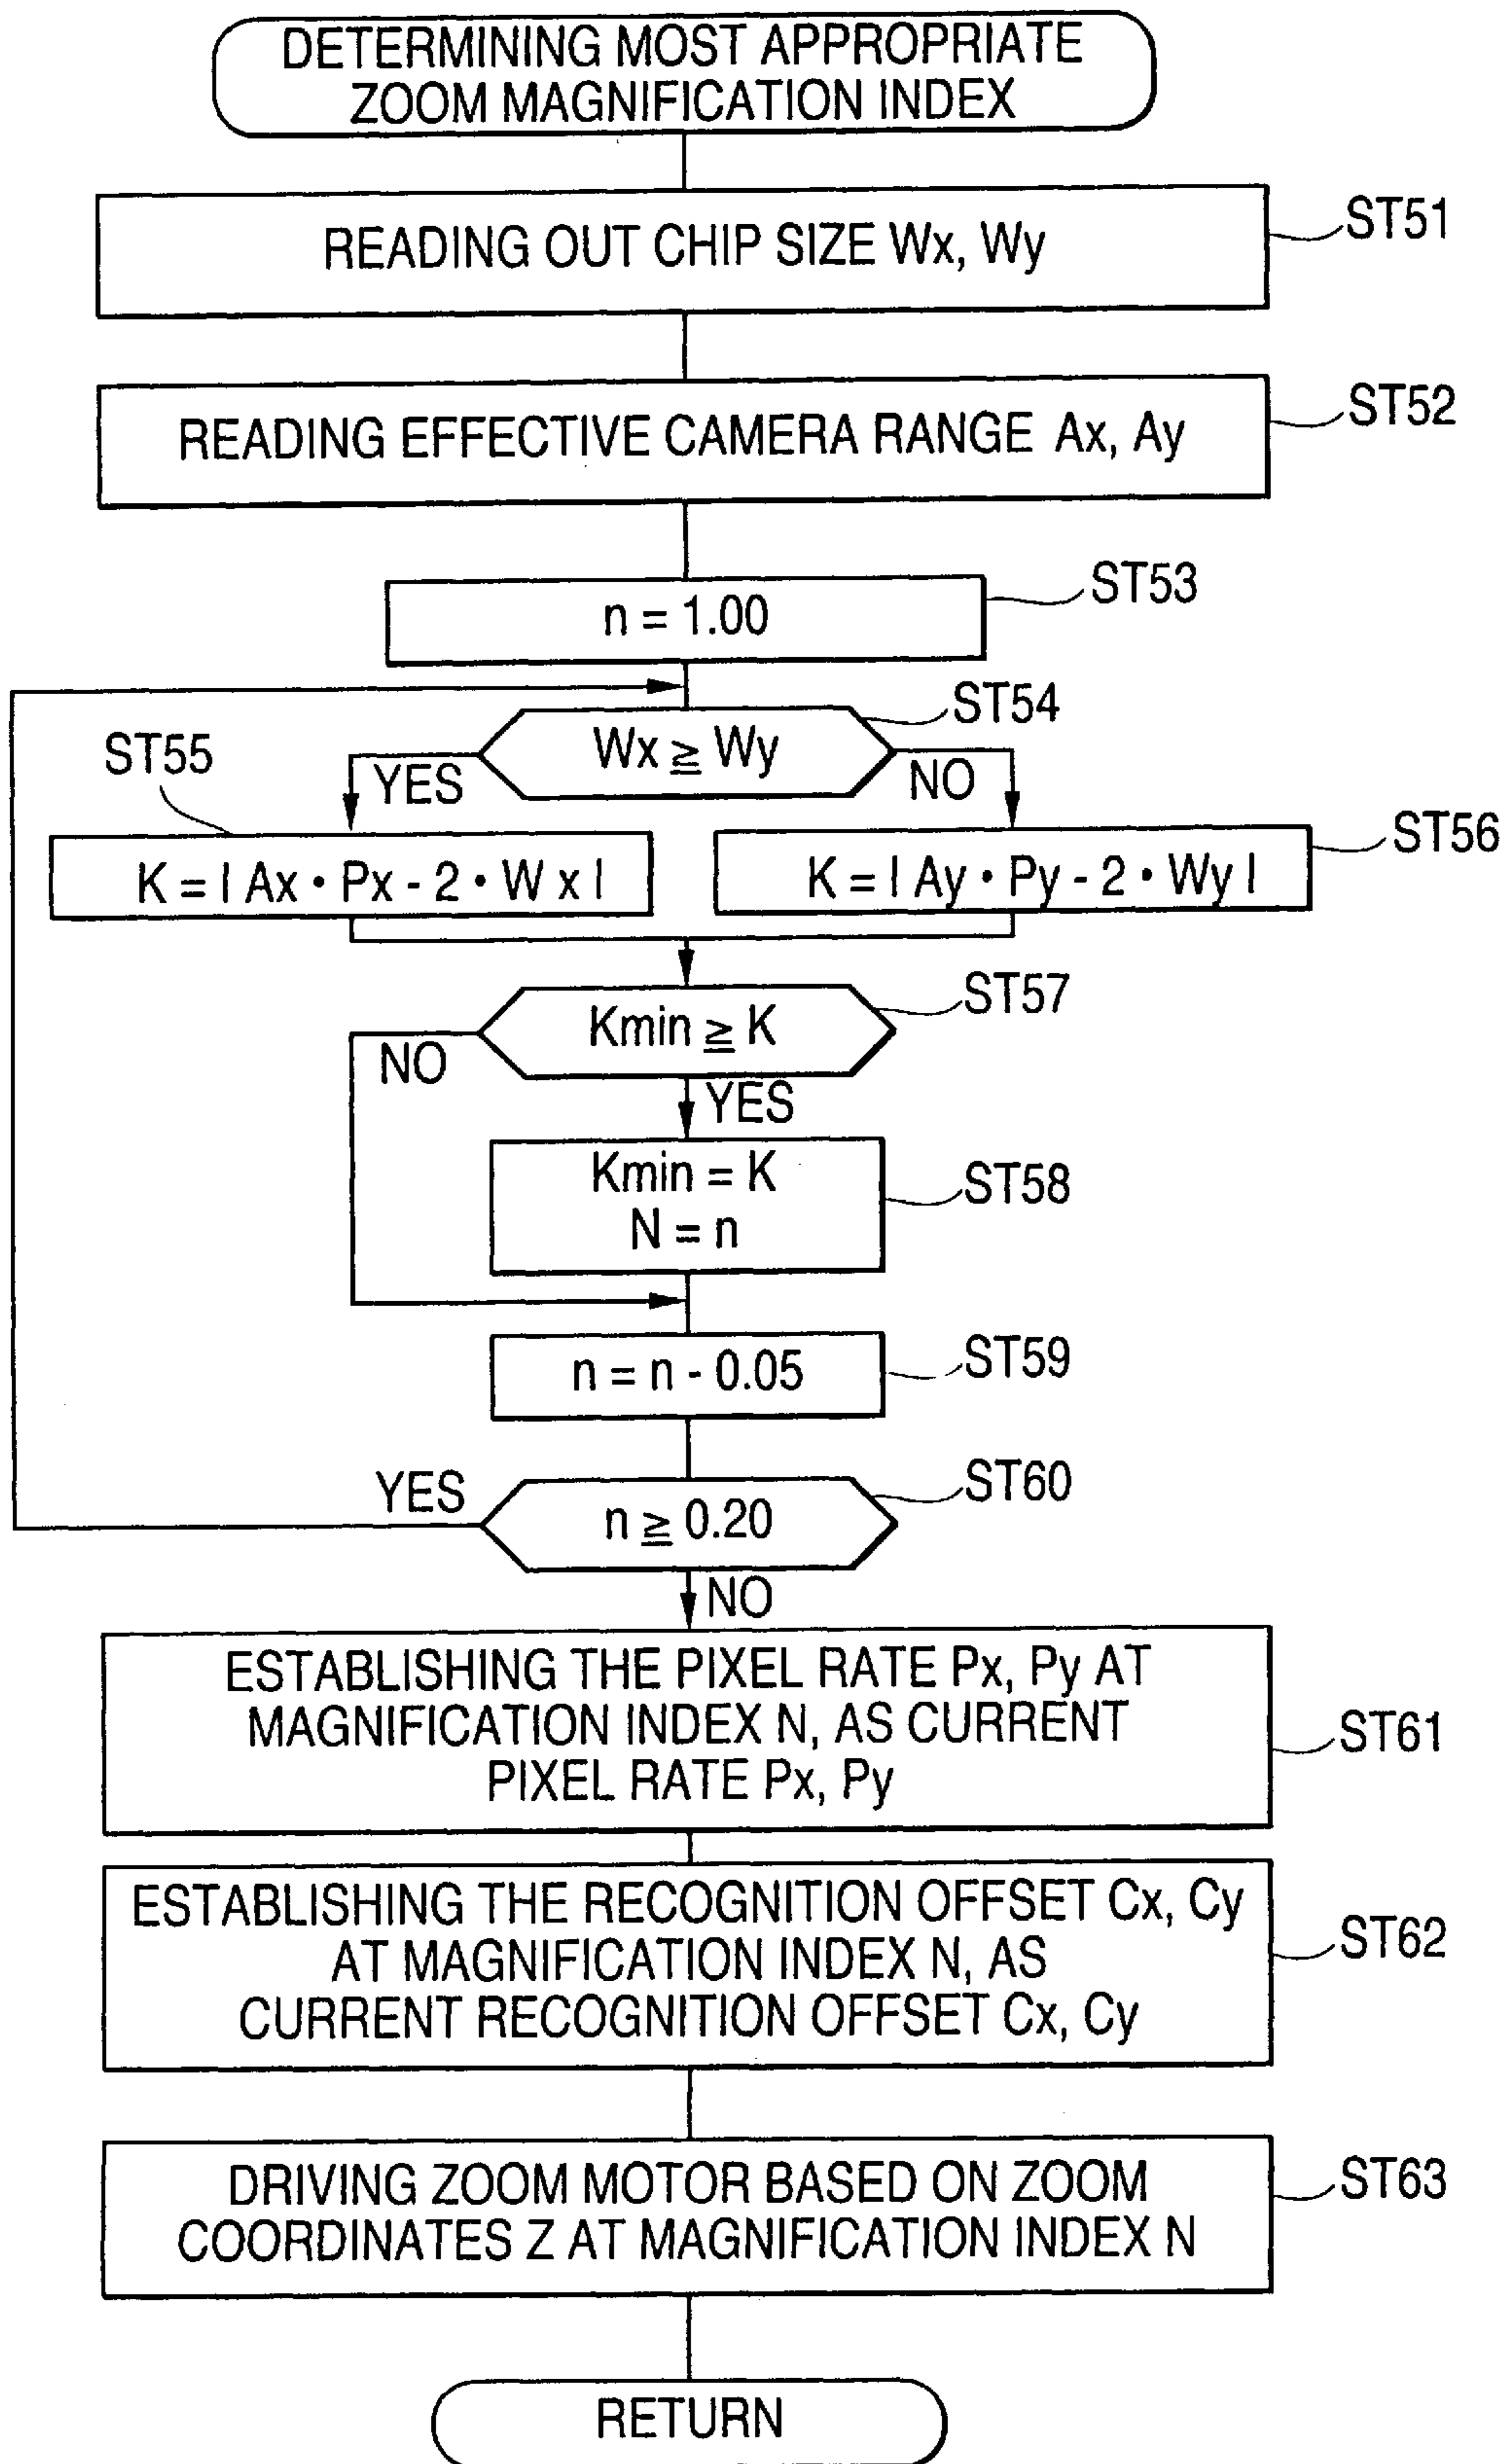 DETERMINING MOST APPROPRIATE
ZOOM MAGNIFICATION INDEX
READING OUT CHIP SIZE Wx, Wy
ST51
READING EFFECTIVE CAMERA RANGE Ax, Ay
ST52
n = 1.00
ST53
Wx ≧ Wy
ST54
YES
NO
ST55
K = | Ax · Px - 2 · W x |
K = | Ay · Py - 2 · Wy |
ST56
Kmin ≧ K
ST57
NO
YES
Kmin = K
N = n
ST58
n = n - 0.05
ST59
n ≧ 0.20
ST60
YES
NO
ESTABLISHING THE PIXEL RATE Px, Py AT
MAGNIFICATION INDEX N, AS CURRENT
PIXEL RATE Px, Py
ST61
ESTABLISHING THE RECOGNITION OFFSET Cx, Cy
AT MAGNIFICATION INDEX N, AS
CURRENT RECOGNITION OFFSET Cx, Cy
ST62
DRIVING ZOOM MOTOR BASED ON ZOOM
COORDINATES Z AT MAGNIFICATION INDEX N
ST63
RETURN